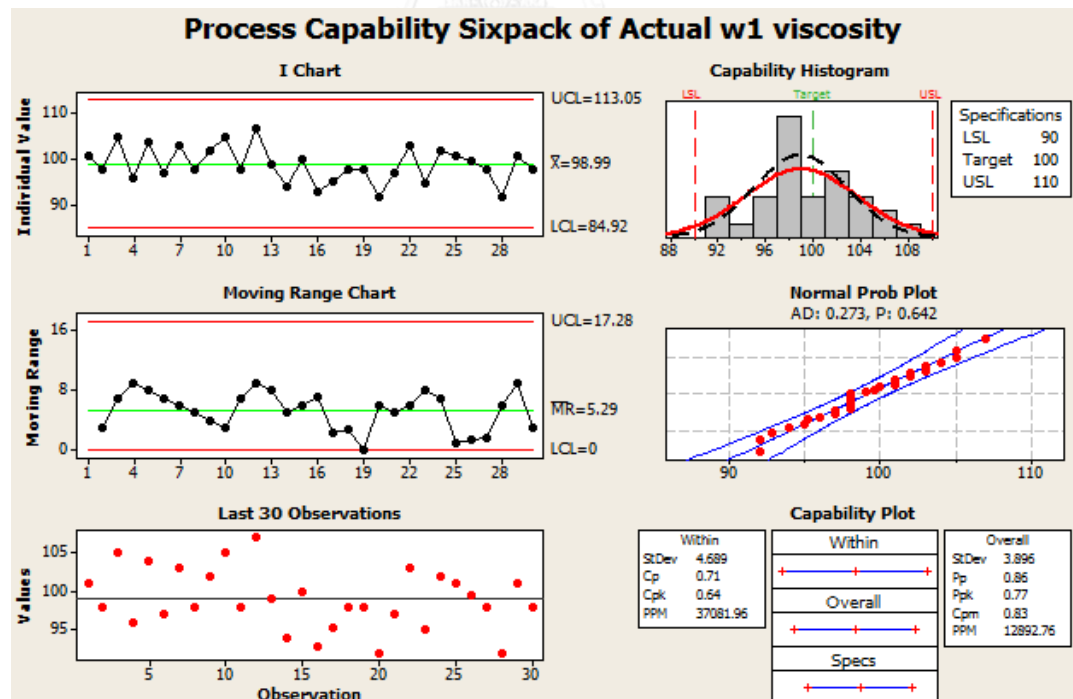 Process Capability Sixpack of Actual w1 viscosity
I Chart
Individual Value
110
100
90
1 4 7 10 13 16 19 22 25 28
UCL=113.05
X̄=98.99
LCL=84.92
Capability Histogram
LSL Target USL
88 92 96 100 104 108
Specifications
LSL 90
Target 100
USL 110
Moving Range Chart
Moving Range
16
8
0
1 4 7 10 13 16 19 22 25 28
UCL=17.28
M̅R̅=5.29
LCL=0
Normal Prob Plot
AD: 0.273, P: 0.642
90 100 110
Last 30 Observations
Values
105
100
95
5 10 15 20 25 30
Observation
Capability Plot
Within
StDev 4.689
Cp 0.71
Cpk 0.64
PPM 37081.96
Within
Overall
Specs
Overall
StDev 3.896
Pp 0.86
Ppk 0.77
Cpm 0.83
PPM 12892.76